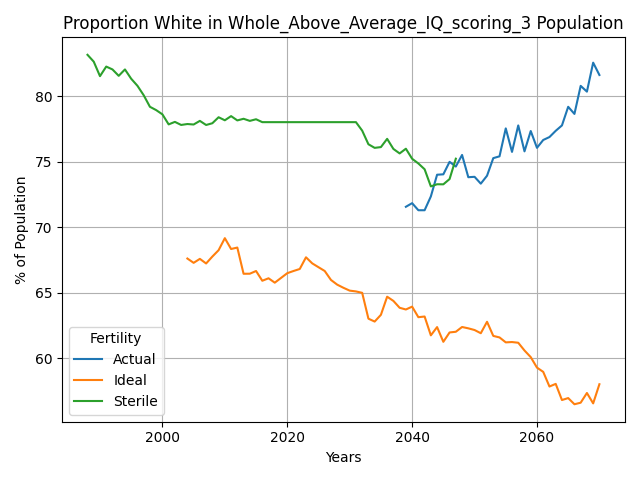 Proportion White in Whole_Above_Average_IQ_scoring_3 Population
% of Population
80
75
70
65
60
Fertility
Actual
Ideal
Sterile
2000
2020
2040
2060
Years